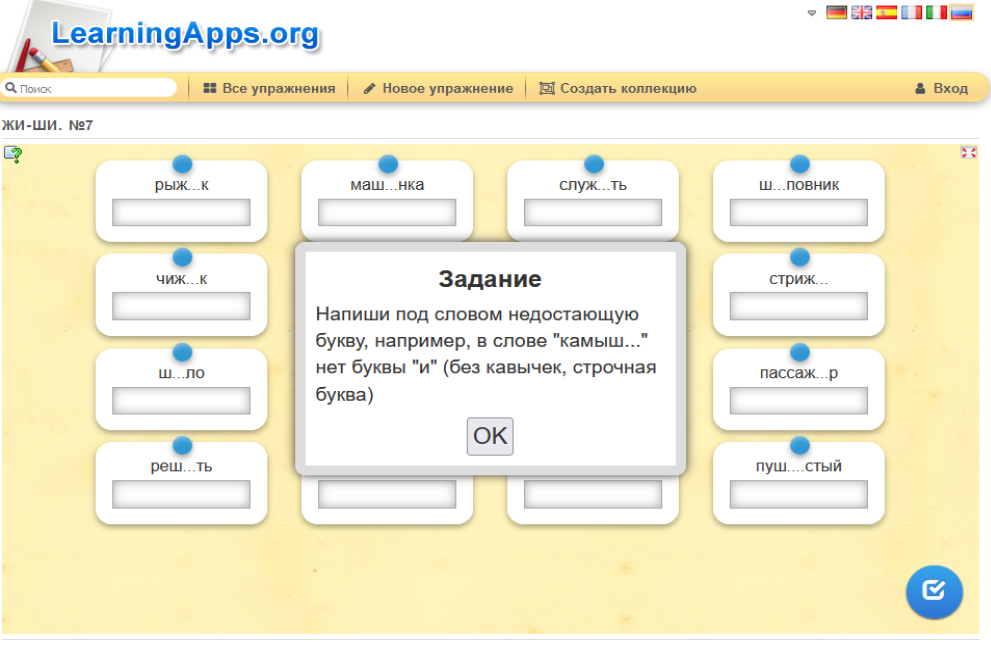 LearningApps.org
Поиск
Все упражнения
Новое упражнение
Создать коллекцию
Вход
ЖИ-ШИ. №7
рыж...к
маш...нка
служ...ть
ш...повник
чиж...к
стриж...
ш...ло
пассаж...р
реш...ть
пуш....стый
Задание
Напиши под словом недостающую
букву, например, в слове "камыш..."
нет буквы "и" (без кавычек, строчная
буква)
OK